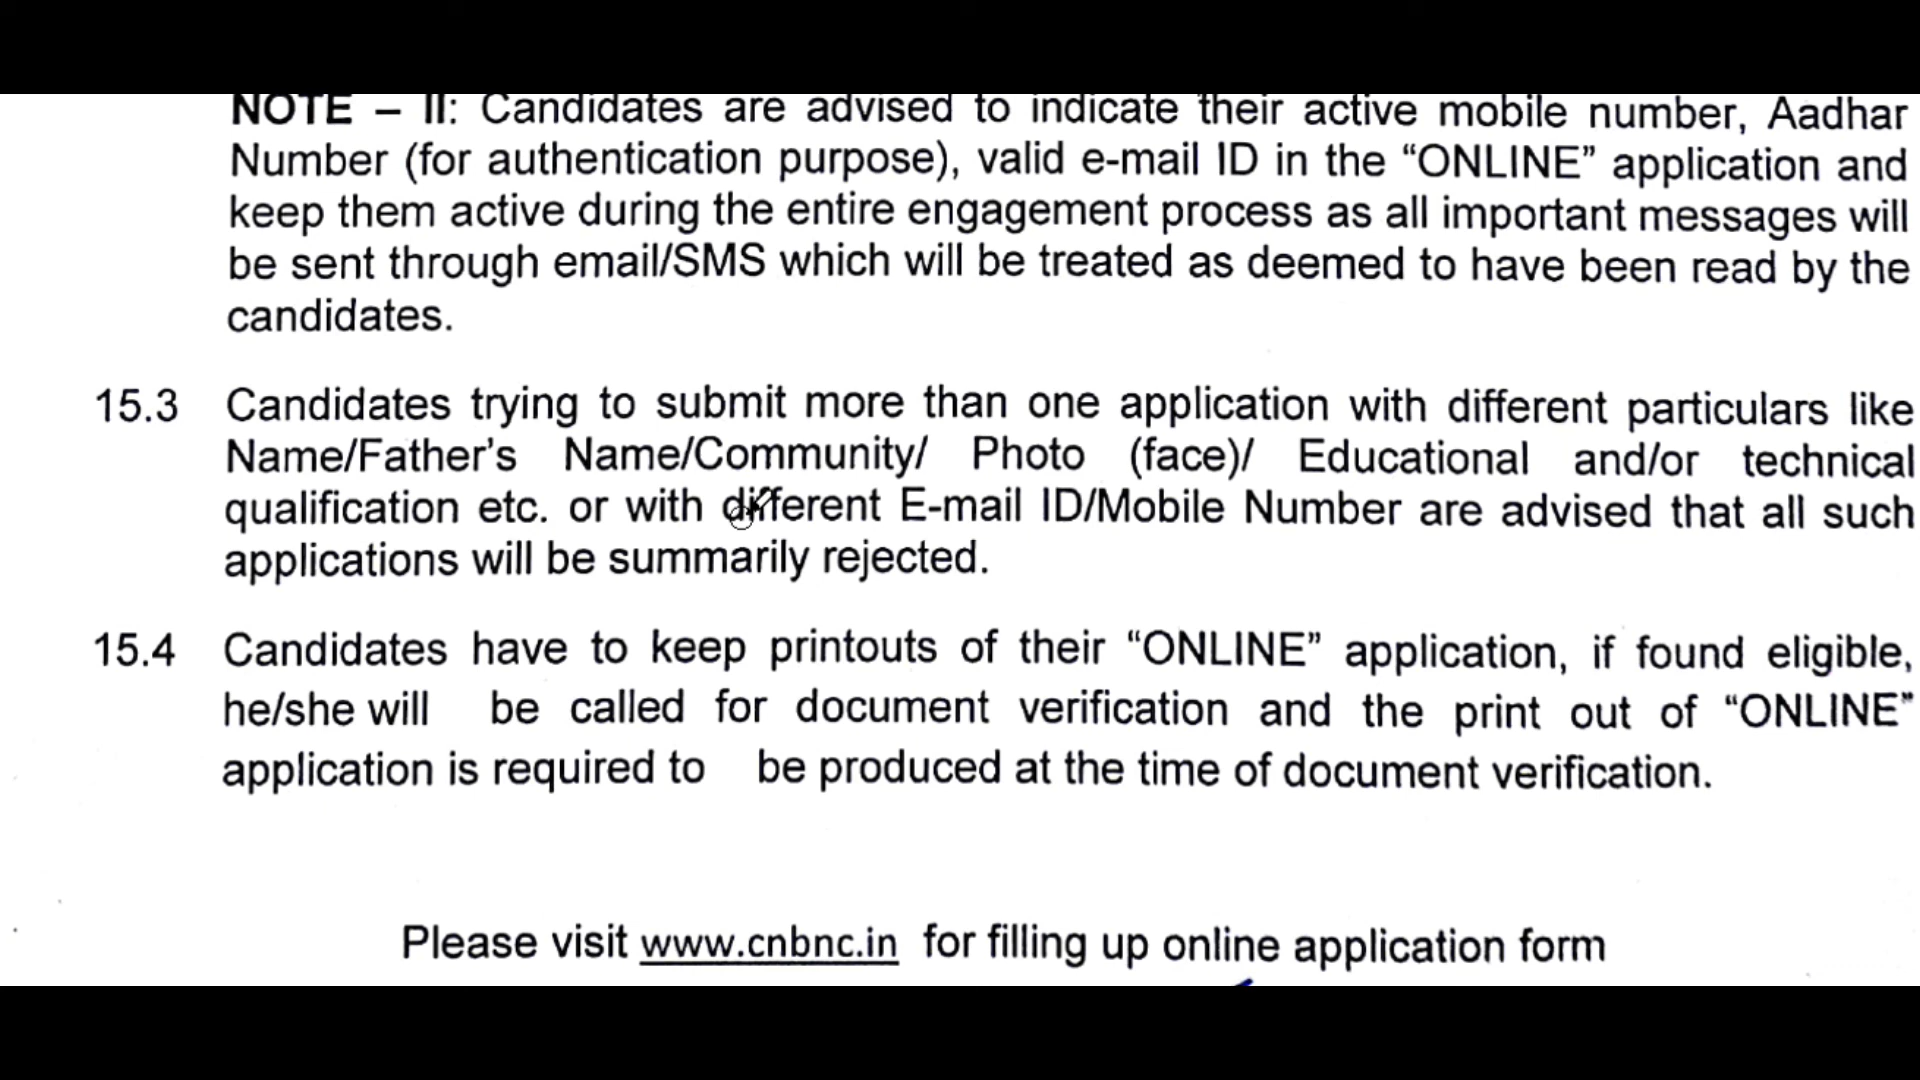 NOTE – II: Candidates are advised to indicate their active mobile number, Aadhar
Number (for authentication purpose), valid e-mail ID in the “ONLINE” application and
keep them active during the entire engagement process as all important messages will
be sent through email/SMS which will be treated as deemed to have been read by the
candidates.
15.3 Candidates trying to submit more than one application with different particulars like
Name/Father’s Name/Community/ Photo (face)/ Educational and/or technical
qualification etc. or with different E-mail ID/Mobile Number are advised that all such
applications will be summarily rejected.
15.4 Candidates have to keep printouts of their “ONLINE” application, if found eligible,
he/she will be called for document verification and the print out of “ONLINE”
application is required to be produced at the time of document verification.
Please visit www.cnbnc.in for filling up online application form